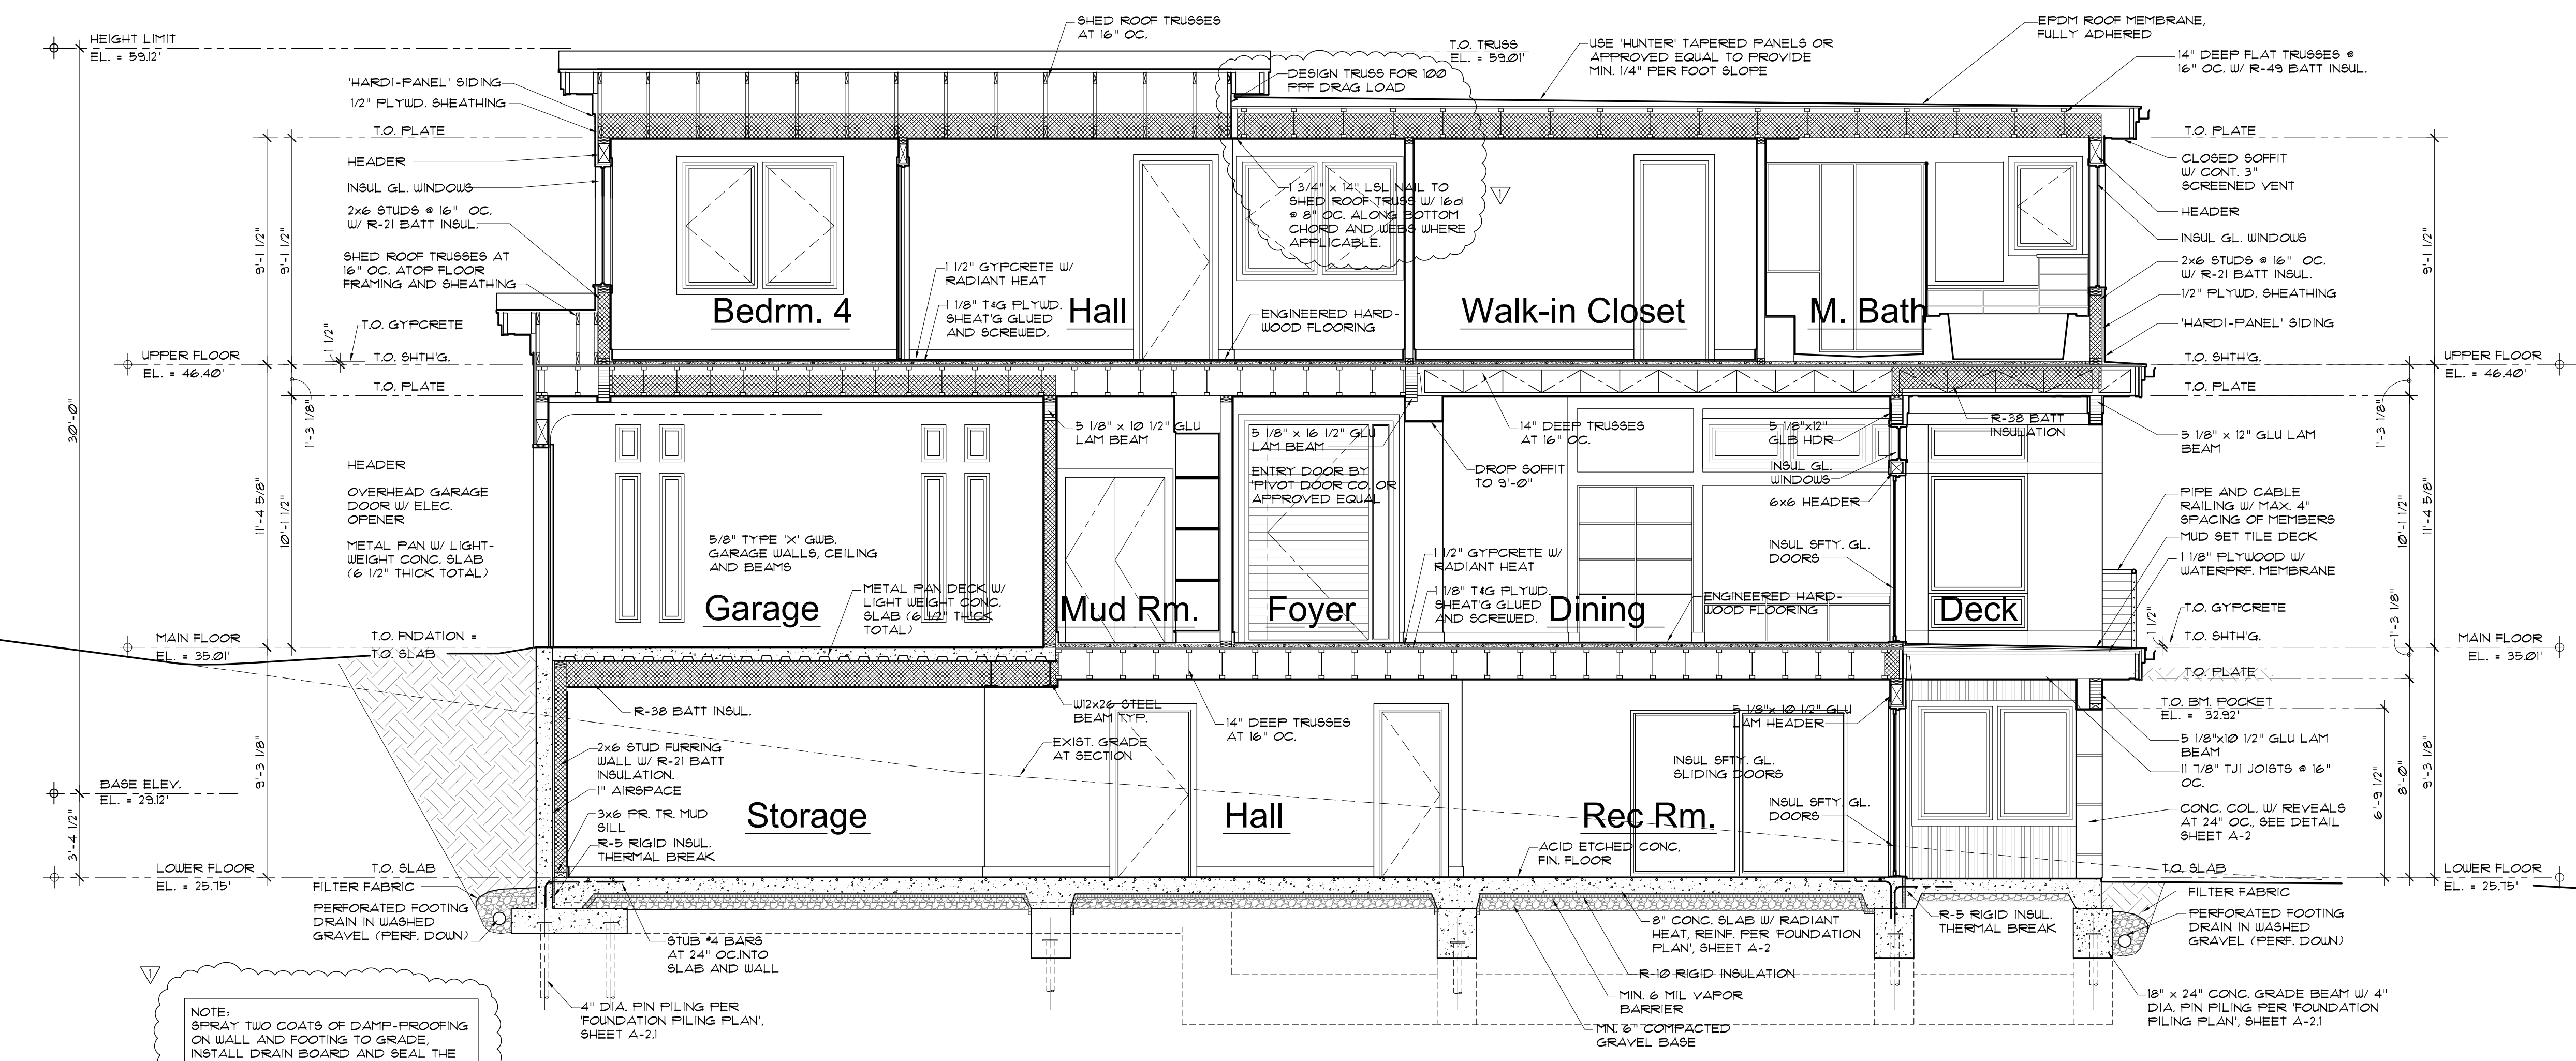 HEIGHT LIMIT
EL. = 59.12'
SHED ROOF TRUSSES
AT 16" OC.
T.O. TRUSS
EL. = 59.01'
USE 'HUNTER' TAPERED PANELS OR
APPROVED EQUAL TO PROVIDE
MIN. 1/4" PER FOOT SLOPE
EPDM ROOF MEMBRANE,
FULLY ADHERED
14" DEEP FLAT TRUSSES @
16" OC. W/ R-49 BATT INSUL.
DESIGN TRUSS FOR 100
PPF DRAG LOAD
'HARDI-PANEL' SIDING
1/2" PLYWD. SHEATHING
T.O. PLATE
HEADER
INSUL GL. WINDOWS
2x6 STUDS @ 16" OC.
W/ R-21 BATT INSUL.
SHED ROOF TRUSSES AT
16" OC. ATOP FLOOR
FRAMING AND SHEATHING
T.O. GYPCRETE
T.O. SHTH'G.
T.O. PLATE
1 1/2"
9'-1 1/2"
9'-1 1/2"
30'-0"
UPPER FLOOR
EL. = 46.40'
1'-3 1/8"
1 3/4" x 14" LSL NAIL TO
SHED ROOF TRUSS W/ 16d
@ 8" OC. ALONG BOTTOM
CHORD AND WEBS WHERE
APPLICABLE.
1
1 1/2" GYPCRETE W/
RADIANT HEAT
1 1/8" T&G PLYWD.
SHEAT'G GLUED
AND SCREWED.
ENGINEERED HARD-
WOOD FLOORING
Bedrm. 4
Hall
Walk-in Closet
M. Bath
T.O. PLATE
CLOSED SOFFIT
W/ CONT. 3"
SCREENED VENT
HEADER
INSUL GL. WINDOWS
2x6 STUDS @ 16" OC.
W/ R-21 BATT INSUL.
1/2" PLYWD. SHEATHING
'HARDI-PANEL' SIDING
T.O. SHTH'G.
T.O. PLATE
9'-1 1/2"
UPPER FLOOR
EL. = 46.40'
1'-3 1/8"
HEADER
OVERHEAD GARAGE
DOOR W/ ELEC.
OPENER
METAL PAN W/ LIGHT-
WEIGHT CONC. SLAB
(6 1/2" THICK TOTAL)
11'-4 5/8"
10'-1 1/2"
T.O. FNDATION =
T.O. SLAB
MAIN FLOOR
EL. = 35.01'
5/8" TYPE 'X' GWB.
GARAGE WALLS, CEILING
AND BEAMS
METAL PAN DECK W/
LIGHT WEIGHT CONC.
SLAB (6 1/2" THICK
TOTAL)
5 1/8" x 10 1/2" GLU
LAM BEAM
5 1/8" x 16 1/2" GLU
LAM BEAM
ENTRY DOOR BY
'PIVOT DOOR CO. OR
APPROVED EQUAL
14" DEEP TRUSSES
AT 16" OC.
DROP SOFFIT
TO 9'-0"
5 1/8"x12"
GLB HDR
INSUL GL.
WINDOWS
6x6 HEADER
INSUL SFTY. GL.
DOORS
1 1/2" GYPCRETE W/
RADIANT HEAT
1 1/8" T&G PLYWD.
SHEAT'G GLUED
AND SCREWED.
ENGINEERED HARD-
WOOD FLOORING
R-38 BATT
INSULATION
Garage
Mud Rm.
Foyer
Dining
Deck
5 1/8" x 12" GLU LAM
BEAM
PIPE AND CABLE
RAILING W/ MAX. 4"
SPACING OF MEMBERS
MUD SET TILE DECK
1 1/8" PLYWOOD W/
WATERPRF. MEMBRANE
T.O. GYPCRETE
T.O. SHTH'G.
T.O. PLATE
1 1/2"
10'-1 1/2"
11'-4 5/8"
1'-3 1/8"
MAIN FLOOR
EL. = 35.01'
R-38 BATT INSUL.
W12x26 STEEL
BEAM TYP.
14" DEEP TRUSSES
AT 16" OC.
EXIST. GRADE
AT SECTION
2x6 STUD FURRING
WALL W/ R-21 BATT
INSULATION.
1" AIRSPACE
3x6 PR. TR. MUD
SILL
R-5 RIGID INSUL.
THERMAL BREAK
5 1/8"x 10 1/2" GLU
LAM HEADER
INSUL SFTY. GL.
SLIDING DOORS
INSUL SFTY. GL.
DOORS
ACID ETCHED CONC,
FIN. FLOOR
Storage
Hall
Rec Rm.
T.O. BM. POCKET
EL. = 32.92'
5 1/8"x10 1/2" GLU LAM
BEAM
11 7/8" TJI JOISTS @ 16"
OC.
CONC. COL. W/ REVEALS
AT 24" OC., SEE DETAIL
SHEET A-2
T.O. SLAB
6'-9 1/2"
8'-0"
9'-3 1/8"
LOWER FLOOR
EL. = 25.75'
BASE ELEV.
EL. = 29.12'
3'-4 1/2"
9'-3 1/8"
LOWER FLOOR
EL. = 25.75'
T.O. SLAB
FILTER FABRIC
PERFORATED FOOTING
DRAIN IN WASHED
GRAVEL (PERF. DOWN)
STUB #4 BARS
AT 24" OC.INTO
SLAB AND WALL
4" DIA. PIN PILING PER
'FOUNDATION PILING PLAN',
SHEET A-2.1
8" CONC. SLAB W/ RADIANT
HEAT, REINF. PER 'FOUNDATION
PLAN', SHEET A-2
R-10 RIGID INSULATION
MIN. 6 MIL VAPOR
BARRIER
MN. 6" COMPACTED
GRAVEL BASE
R-5 RIGID INSUL.
THERMAL BREAK
FILTER FABRIC
PERFORATED FOOTING
DRAIN IN WASHED
GRAVEL (PERF. DOWN)
18" x 24" CONC. GRADE BEAM W/ 4"
DIA. PIN PILING PER 'FOUNDATION
PILING PLAN', SHEET A-2.1
1
NOTE:
SPRAY TWO COATS OF DAMP-PROOFING
ON WALL AND FOOTING TO GRADE,
INSTALL DRAIN BOARD AND SEAL THE